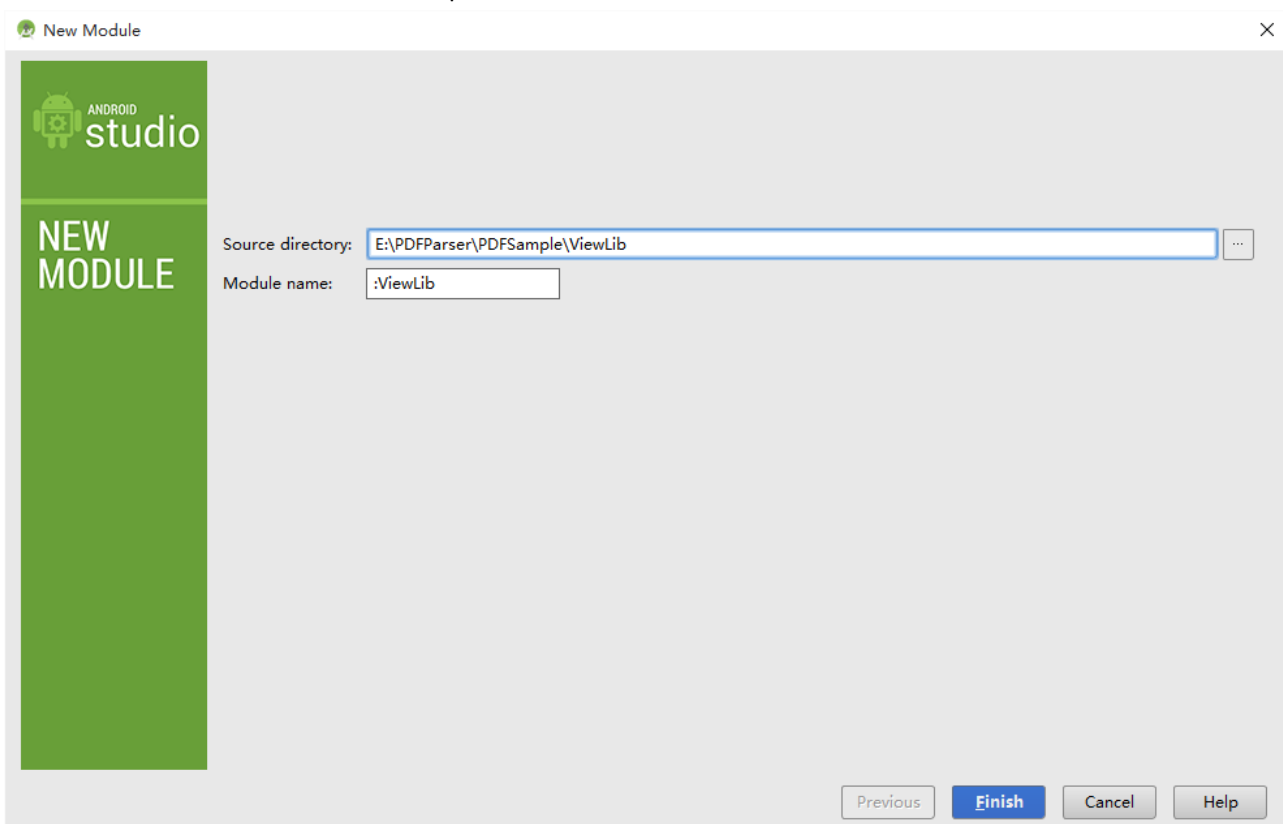 New Module
ANDROID
studio
NEW
MODULE
Source directory: E:\PDFParser\PDFSample\ViewLib ...
Module name: :ViewLib
Previous Finish Cancel Help